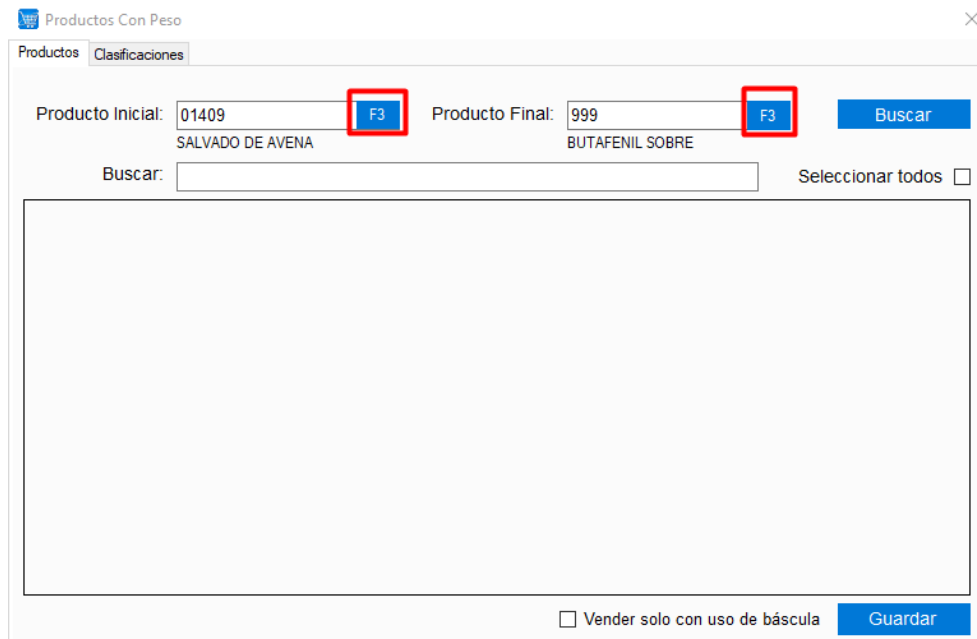 Productos Con Peso
Productos Clasificaciones
Producto Inicial: 01409 F3 Producto Final: 999 F3 Buscar
SALVADO DE AVENA BUTAFENIL SOBRE
Buscar: Seleccionar todos
Vender solo con uso de báscula Guardar